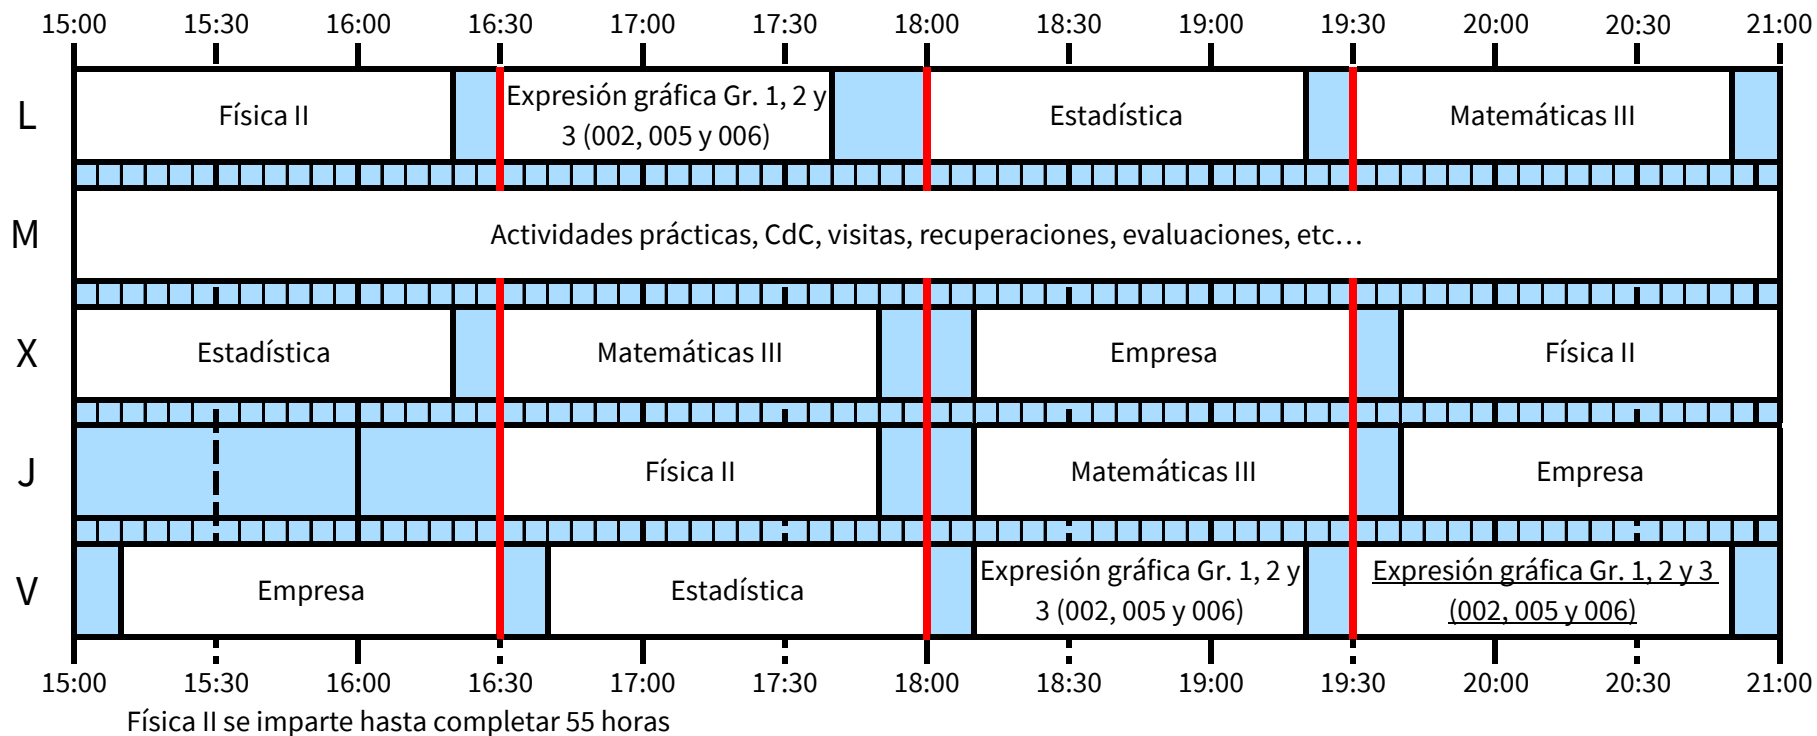 15:00 15:30 16:00 16:30 17:00 17:30 18:00 18:30 19:00 19:30 20:00 20:30 21:00
L
Física II
Expresión gráfica Gr. 1, 2 y
3 (002, 005 y 006)
Estadística
Matemáticas III
M
Actividades prácticas, CdC, visitas, recuperaciones, evaluaciones, etc…
X
Estadística
Matemáticas III
Empresa
Física II
J
Física II
Matemáticas III
Empresa
V
Empresa
Estadística
Expresión gráfica Gr. 1, 2 y
3 (002, 005 y 006)
Expresión gráfica Gr. 1, 2 y 3
(002, 005 y 006)
15:00 15:30 16:00 16:30 17:00 17:30 18:00 18:30 19:00 19:30 20:00 20:30 21:00
Física II se imparte hasta completar 55 horas